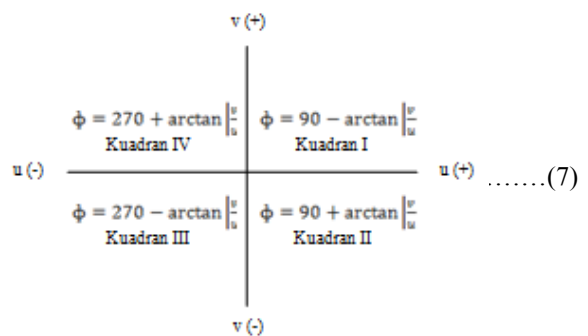 v (+)
ϕ = 270 + arctan |v/u| ϕ = 90 − arctan |v/u|
Kuadran IV Kuadran I
u (-) u (+) .......(7)
ϕ = 270 − arctan |v/u| ϕ = 90 + arctan |v/u|
Kuadran III Kuadran II
v (-)